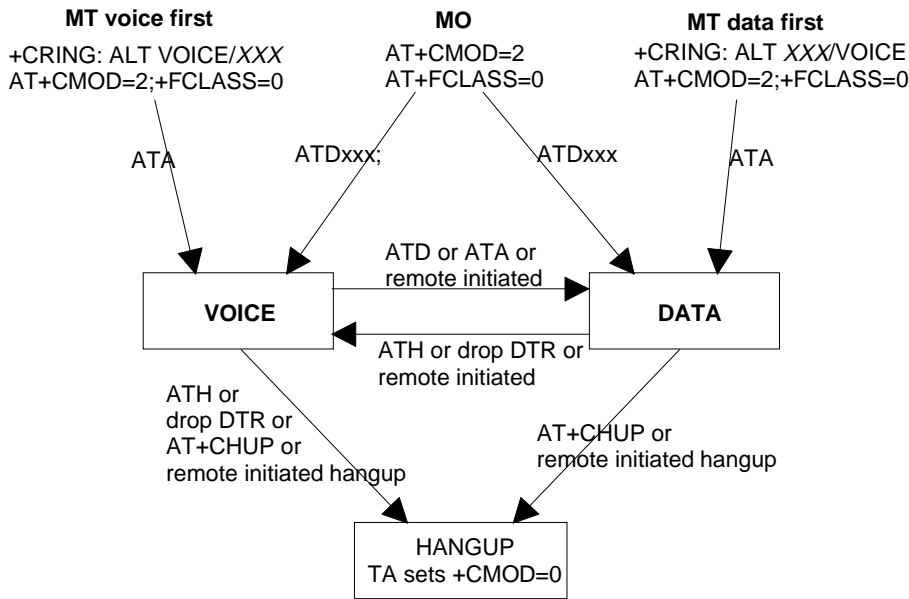 MT voice first
+CRING: ALT VOICE/XXX
AT+CMOD=2;+FCLASS=0
MO
AT+CMOD=2
AT+FCLASS=0
MT data first
+CRING: ALT XXX/VOICE
AT+CMOD=2;+FCLASS=0
ATA
ATDxxx;
ATDxxx
ATA
ATD or ATA or
remote initiated
VOICE
DATA
ATH or drop DTR or
remote initiated
ATH or
drop DTR or
AT+CHUP or
remote initiated hangup
AT+CHUP or
remote initiated hangup
HANGUP
TA sets +CMOD=0